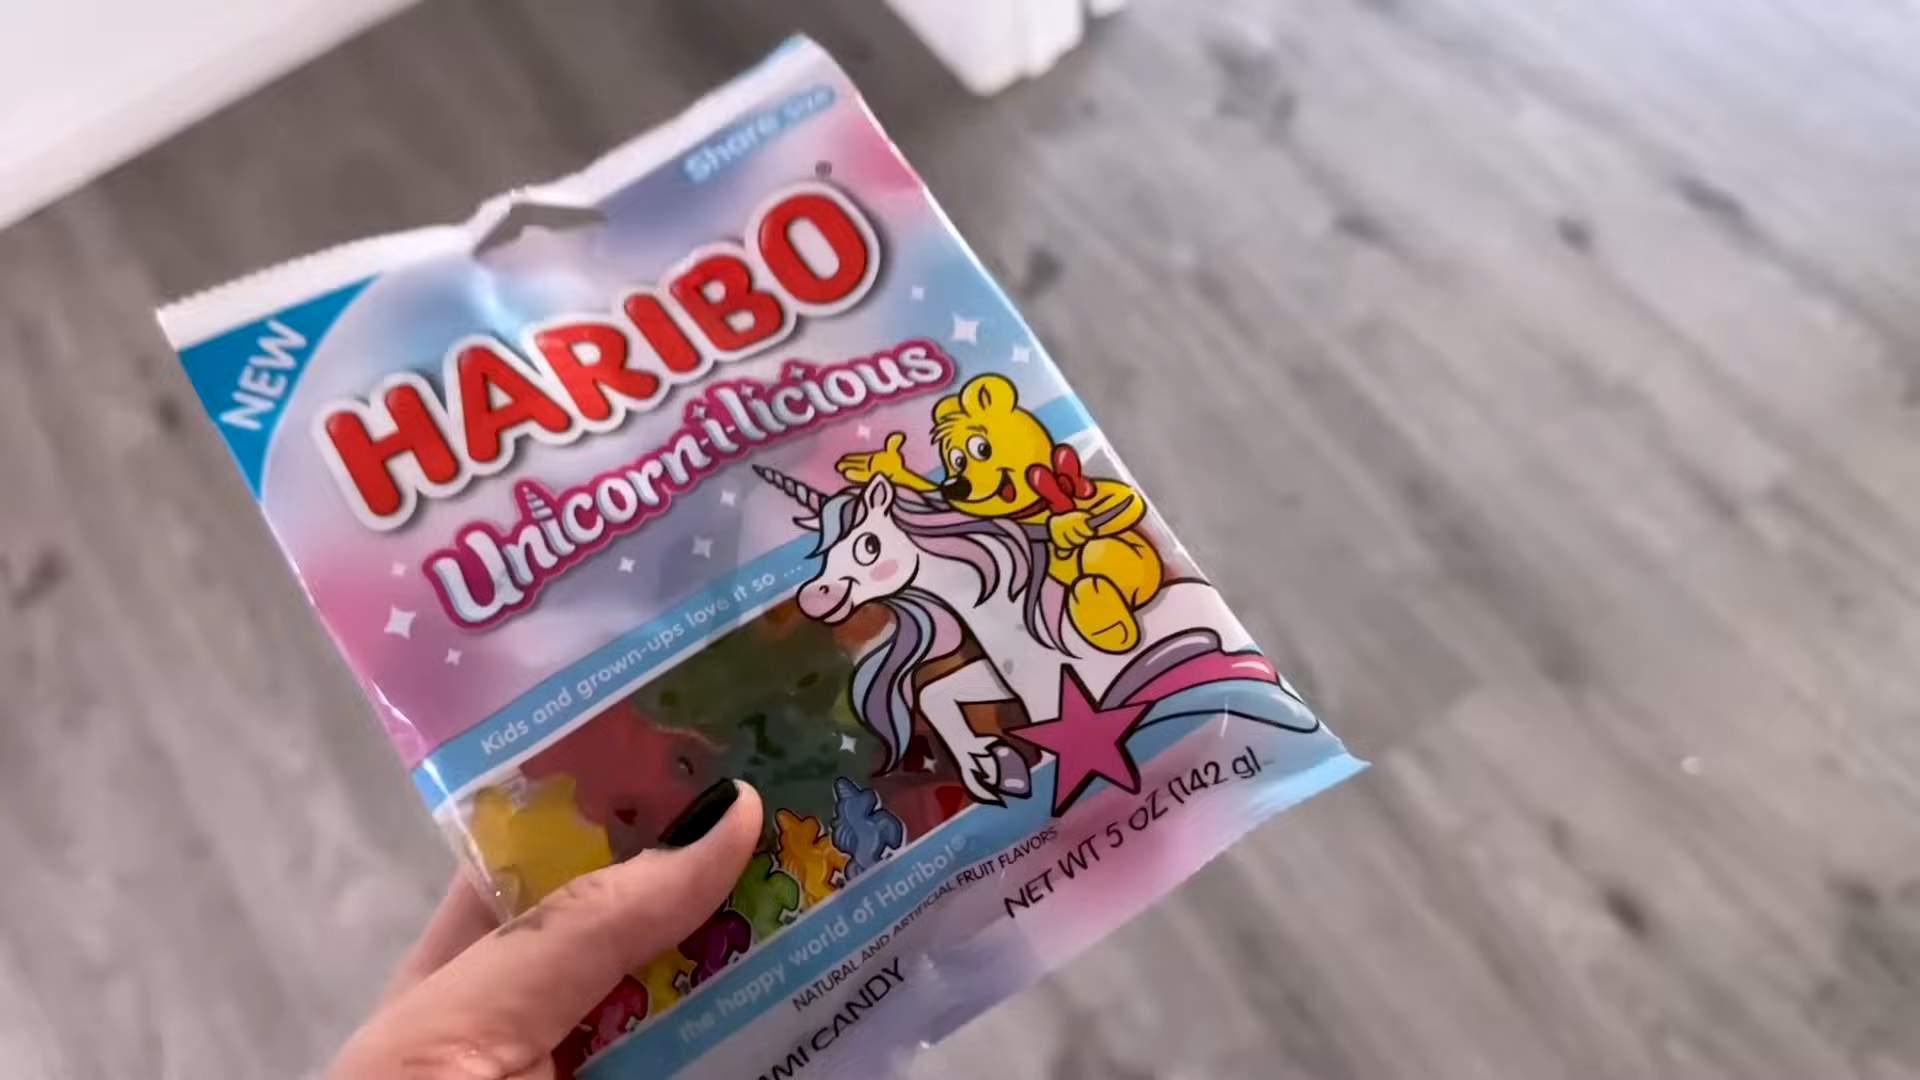 Share Size
NEW
HARIBO®
Unicorn-i-licious
Kids and grown-ups love it so ...
The happy world of Haribo!®
NATURAL AND ARTIFICIAL FRUIT FLAVORS
NET WT 5 OZ (142 g)
CANDY